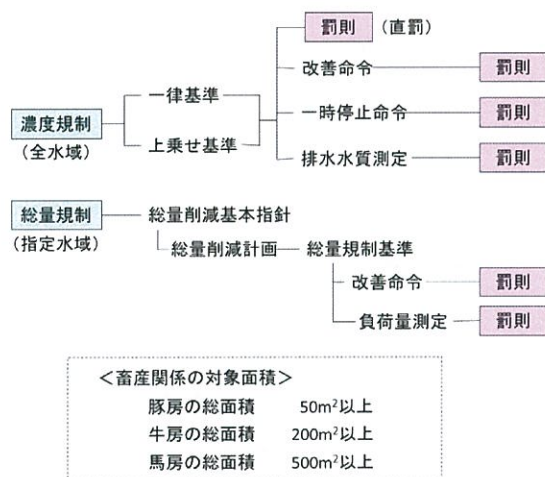 罰則 (直罰)
改善命令 罰則
一律基準
一時停止命令 罰則
濃度規制
(全水域)
上乗せ基準
排水水質測定 罰則
総量規制
(指定水域)
総量削減基本指針
総量削減計画 総量規制基準
改善命令 罰則
負荷量測定 罰則
<畜産関係の対象面積>
豚房の総面積 50m²以上
牛房の総面積 200m²以上
馬房の総面積 500m²以上